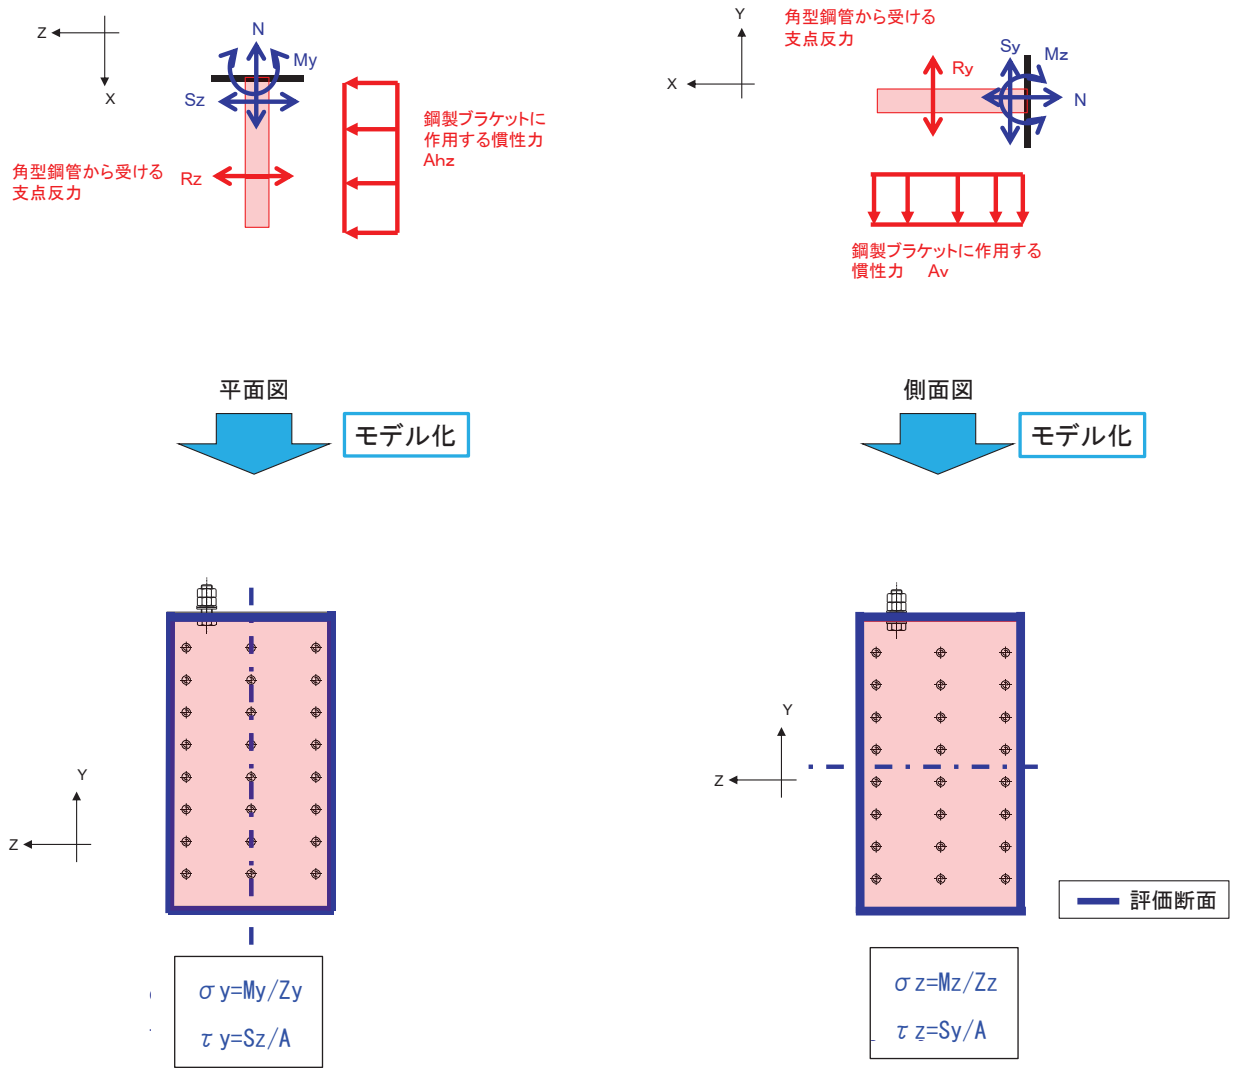 Z
X
N
My
Sz
角型鋼管から受ける
支点反力
Rz
鋼製ブラケットに
作用する慣性力
Ahz
平面図
モデル化
Y
X
角型鋼管から受ける
支点反力
Ry
Sy
Mz
N
鋼製ブラケットに作用する
慣性力 Av
側面図
モデル化
Y
Z
σy=My/Zy
τy=Sz/A
Y
Z
評価断面
σz=Mz/Zz
τz=Sy/A